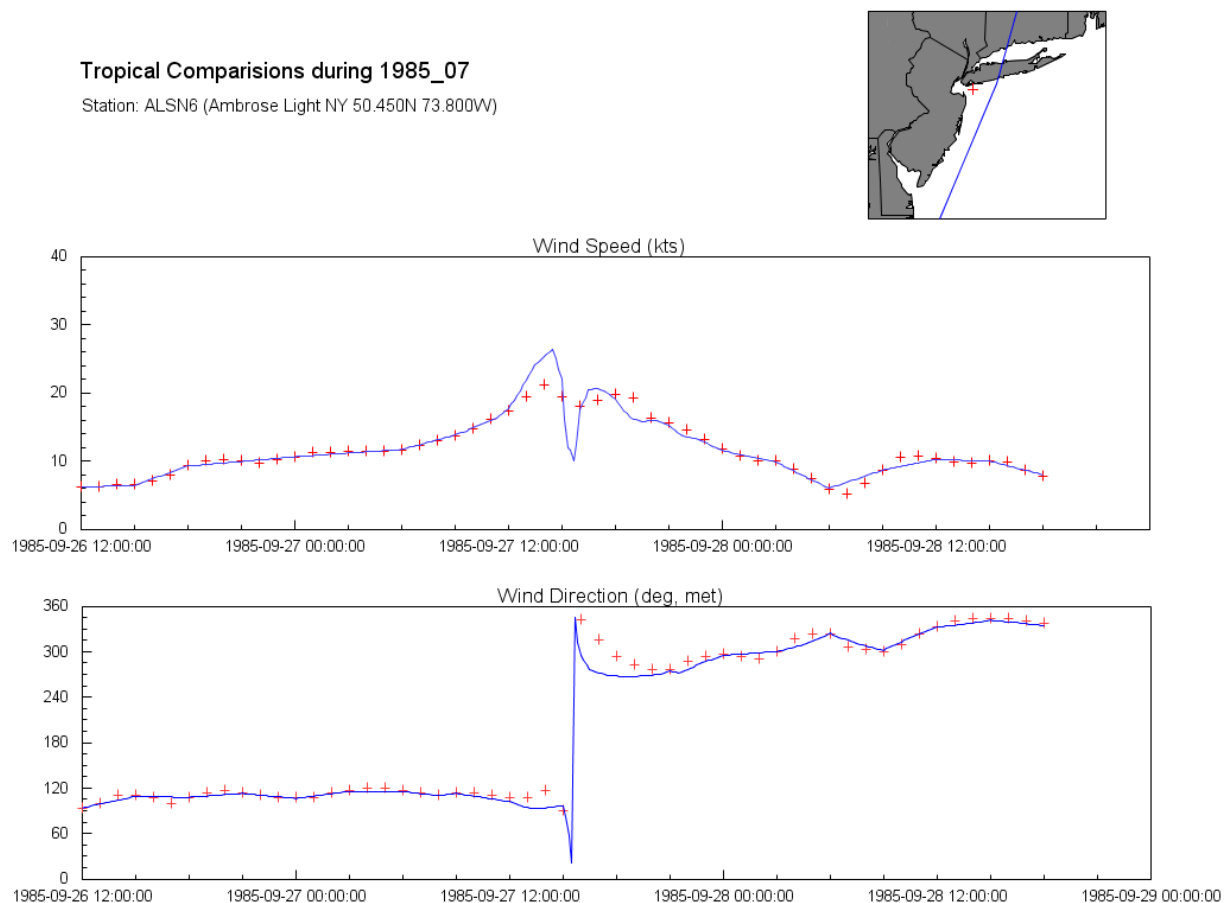 Tropical Comparisions during 1985_07
Station: ALSN6 (Ambrose Light NY 50.450N 73.800W)
Wind Speed (kts)
40
30
20
10
0
1985-09-26 12:00:00 1985-09-27 00:00:00 1985-09-27 12:00:00 1985-09-28 00:00:00 1985-09-28 12:00:00
Wind Direction (deg, met)
360
300
240
180
120
60
0
1985-09-26 12:00:00 1985-09-27 00:00:00 1985-09-27 12:00:00 1985-09-28 00:00:00 1985-09-28 12:00:00 1985-09-29 00:00:00